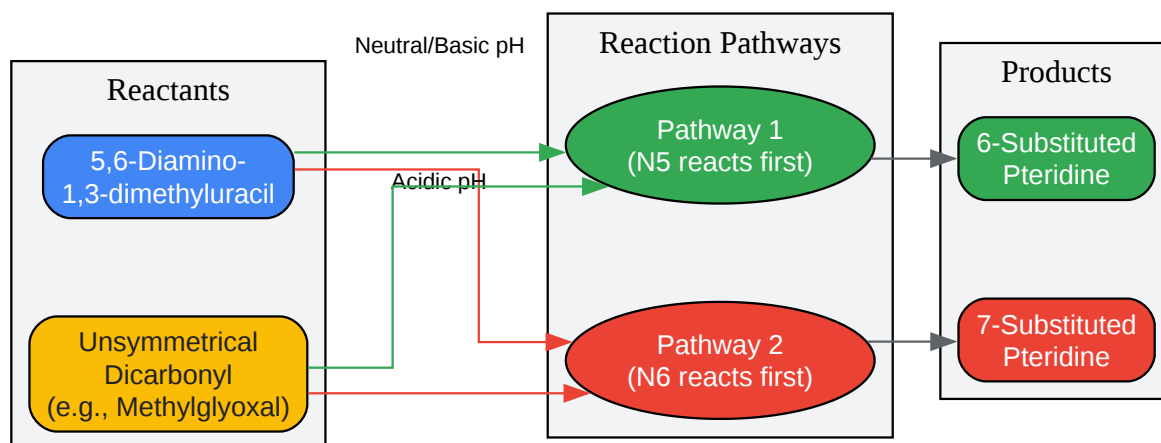 Neutral/Basic pH
Reaction Pathways
Products
Reactants
5,6-Diamino-
1,3-dimethyluracil
Acidic pH
Pathway 1
(N5 reacts first)
6-Substituted
Pteridine
Unsymmetrical
Dicarbonyl
(e.g., Methylglyoxal)
Pathway 2
(N6 reacts first)
7-Substituted
Pteridine